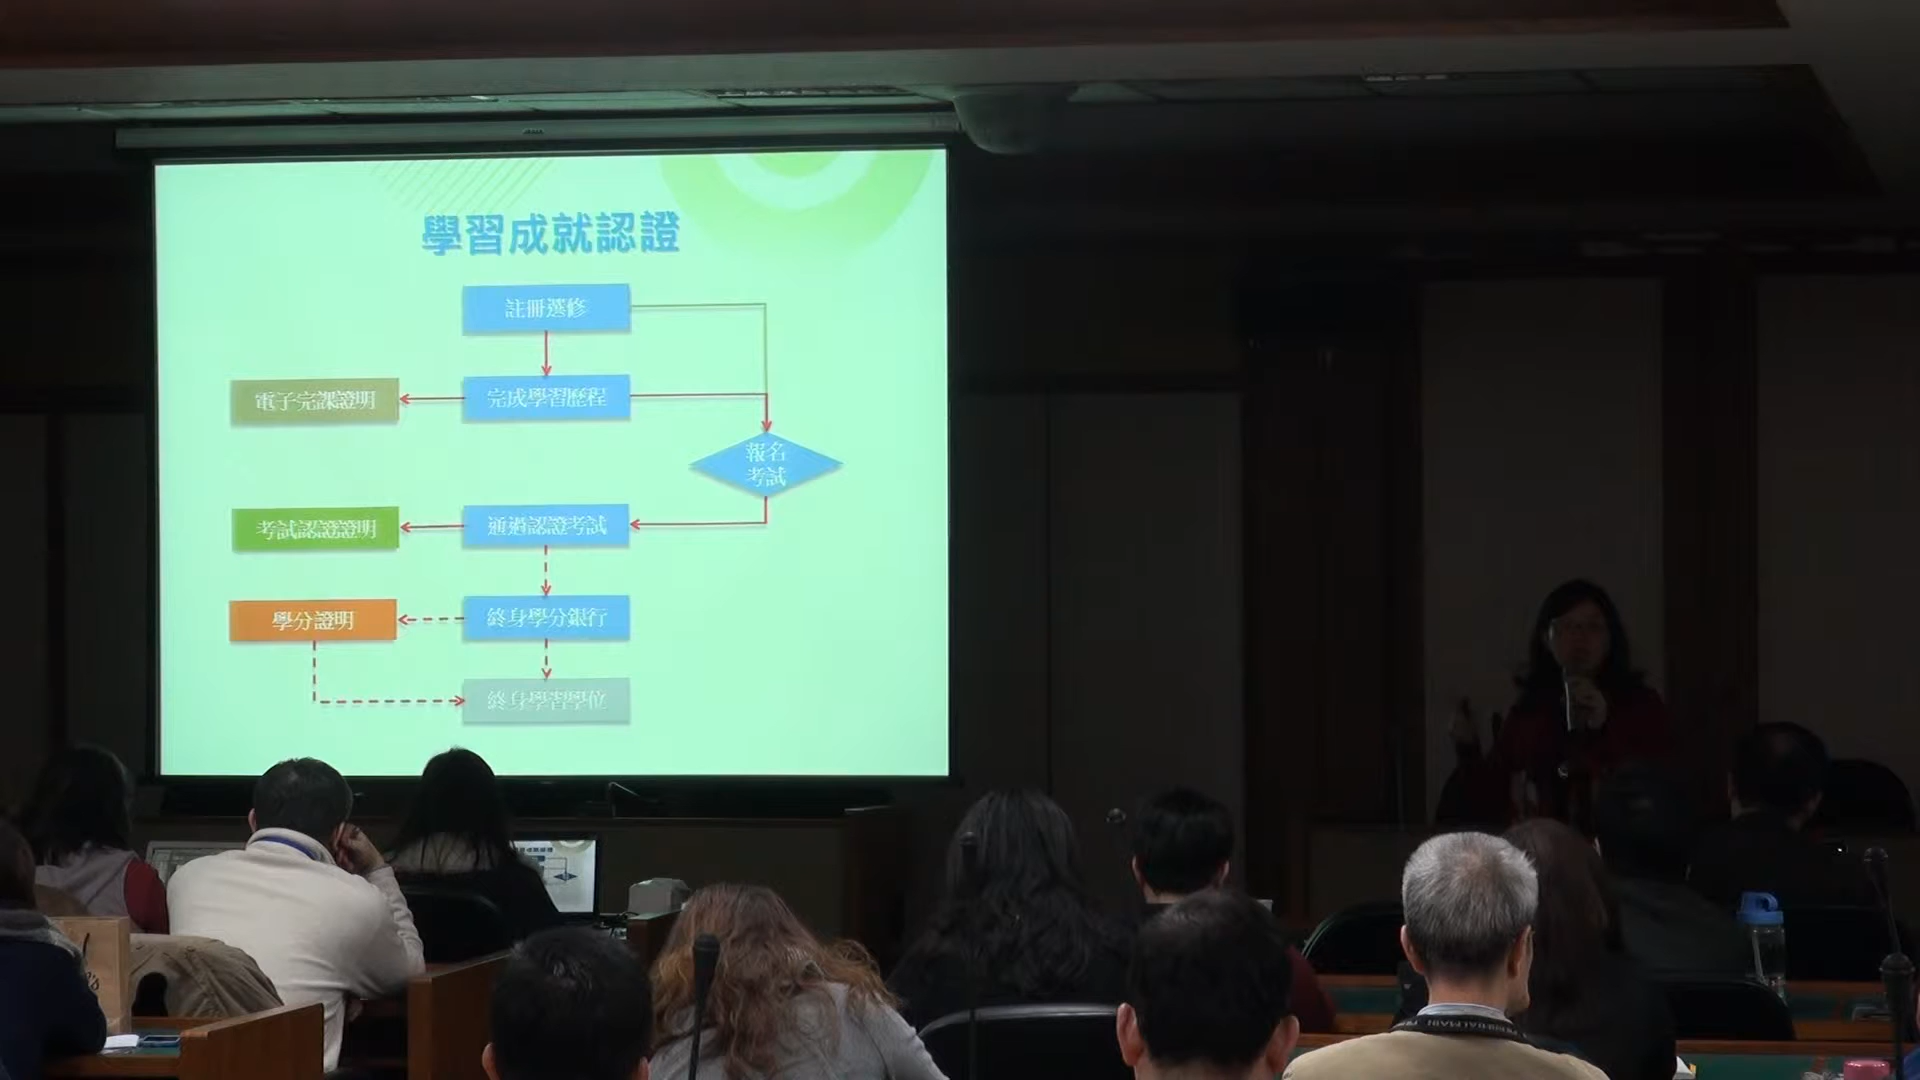 學習成就認證
註冊選修
電子完課證明
完成學習歷程
報名
考試
考試認證證明
通過認證考試
學分證明
終身學分銀行
終身學習學位